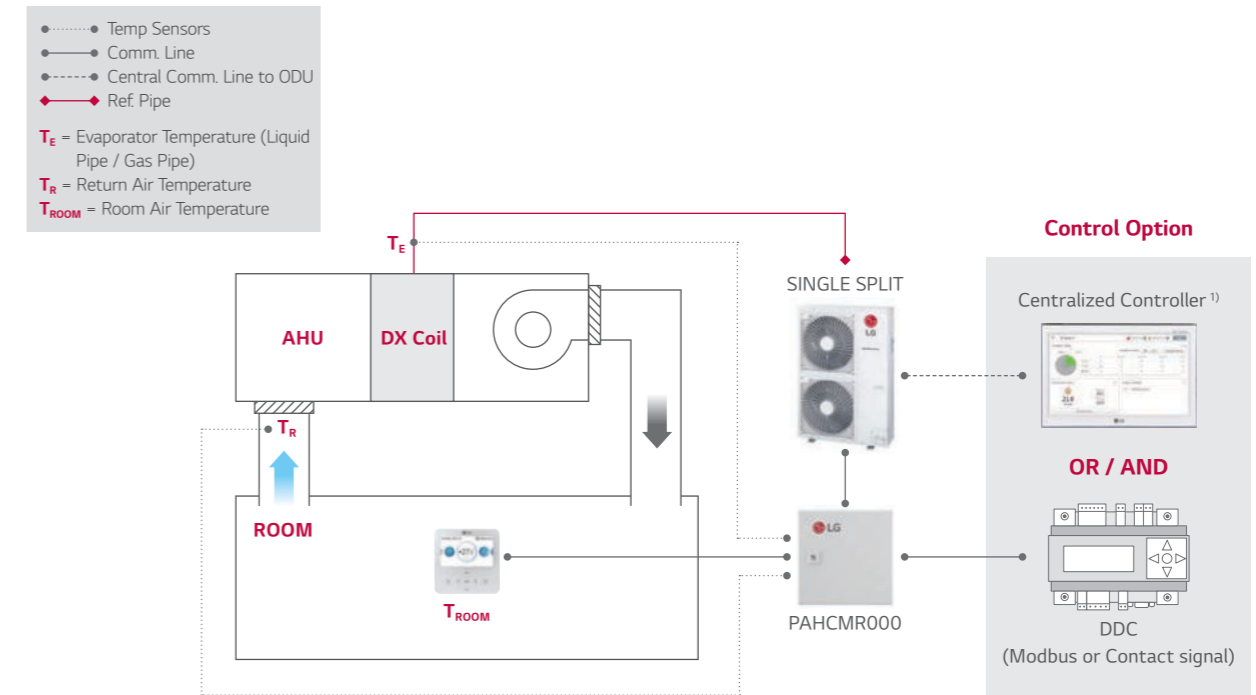 Temp Sensors
Comm. Line
Central Comm. Line to ODU
Ref. Pipe
TE = Evaporator Temperature (Liquid
Pipe / Gas Pipe)
TR = Return Air Temperature
TROOM = Room Air Temperature
Control Option
TE
SINGLE SPLIT
Centralized Controller 1)
AHU
DX Coil
LG
LG
TR
OR / AND
ROOM
LG
TROOM
PAHCMR000
DDC
(Modbus or Contact signal)